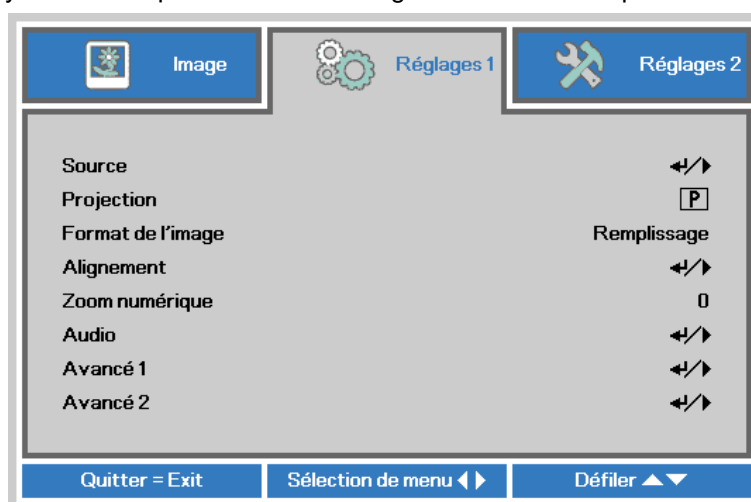 Image
Réglages 1
Réglages 2
Source ↵/▶
Projection P
Format de l'image Remplissage
Alignement ↵/▶
Zoom numérique 0
Audio ↵/▶
Avancé 1 ↵/▶
Avancé 2 ↵/▶
Quitter = Exit
Sélection de menu ◀▶
Défiler ▲▼